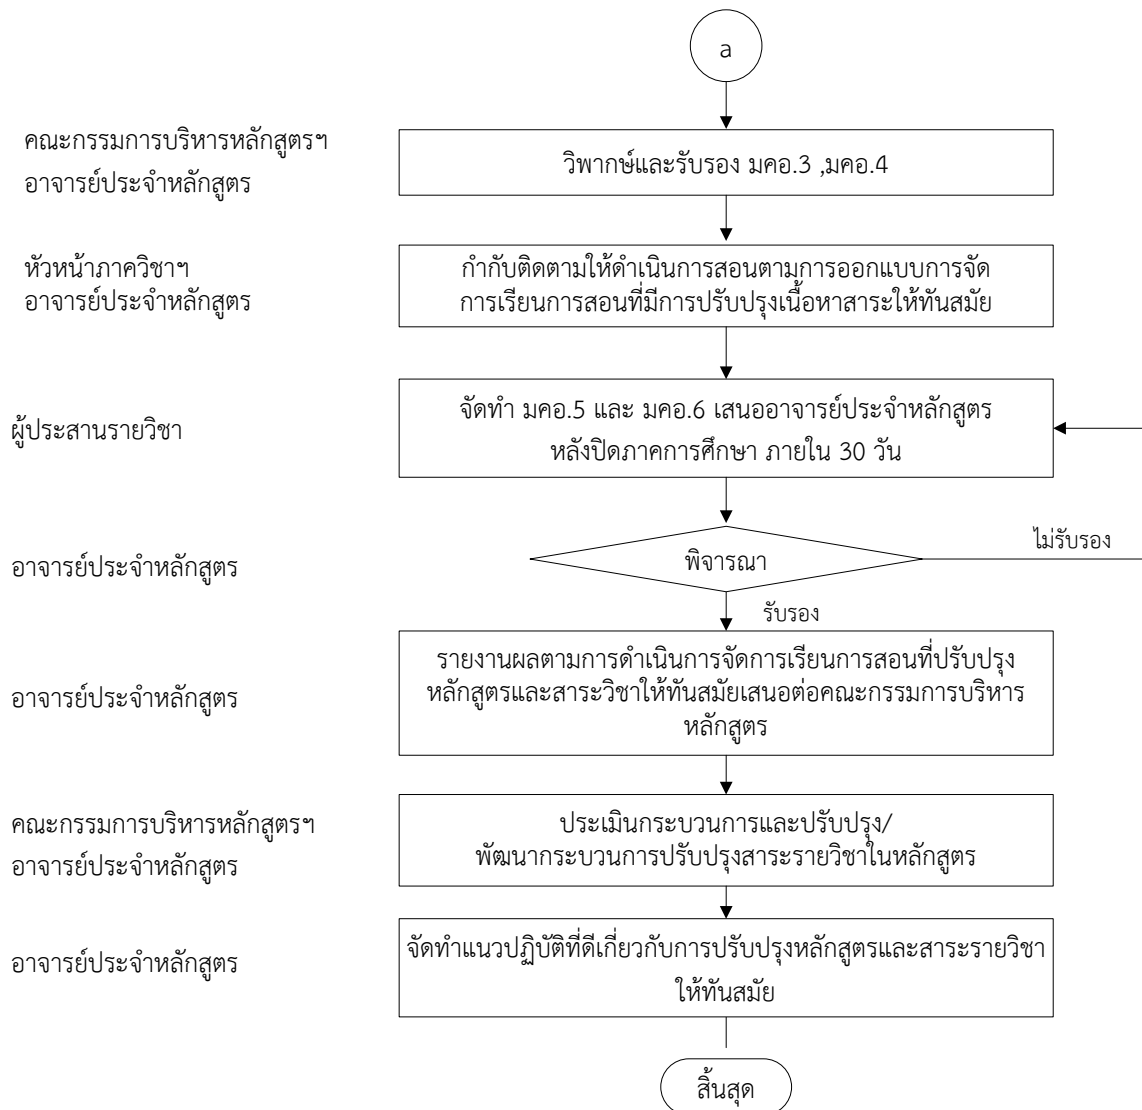 a
คณะกรรมการบริหารหลักสูตรฯ
อาจารย์ประจำหลักสูตร
วิพากษ์และรับรอง มคอ.3 ,มคอ.4
หัวหน้าภาควิชาฯ
อาจารย์ประจำหลักสูตร
กำกับติดตามให้ดำเนินการสอนตามการออกแบบการจัด
การเรียนการสอนที่มีการปรับปรุงเนื้อหาสาระให้ทันสมัย
ผู้ประสานรายวิชา
จัดทำ มคอ.5 และ มคอ.6 เสนออาจารย์ประจำหลักสูตร
หลังปิดภาคการศึกษา ภายใน 30 วัน
อาจารย์ประจำหลักสูตร
พิจารณา
ไม่รับรอง
รับรอง
อาจารย์ประจำหลักสูตร
รายงานผลตามการดำเนินการจัดการเรียนการสอนที่ปรับปรุง
หลักสูตรและสาระวิชาให้ทันสมัยเสนอต่อคณะกรรมการบริหาร
หลักสูตร
คณะกรรมการบริหารหลักสูตรฯ
อาจารย์ประจำหลักสูตร
ประเมินกระบวนการและปรับปรุง/
พัฒนากระบวนการปรับปรุงสาระรายวิชาในหลักสูตร
อาจารย์ประจำหลักสูตร
จัดทำแนวปฏิบัติที่ดีเกี่ยวกับการปรับปรุงหลักสูตรและสาระรายวิชา
ให้ทันสมัย
สิ้นสุด